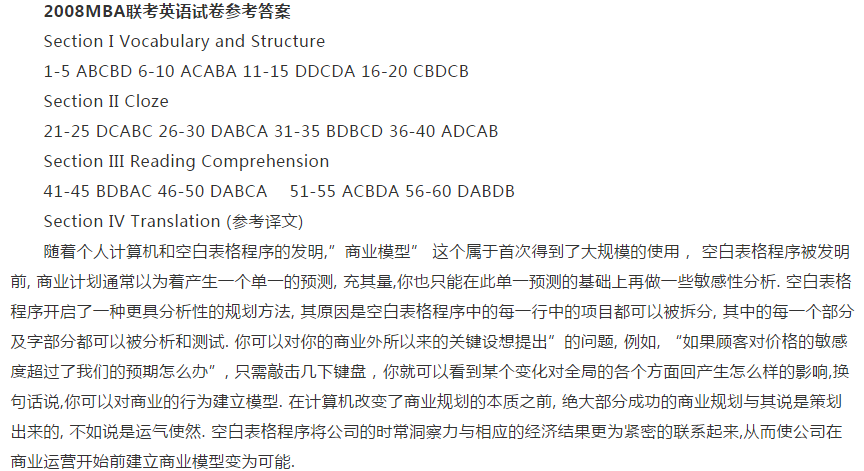 2008MBA联考英语试卷参考答案
Section I Vocabulary and Structure
1-5 ABCBD 6-10 ACABA 11-15 DDCDA 16-20 CBDCB
Section II Cloze
21-25 DCABC 26-30 DABCA 31-35 BDBCD 36-40 ADCAB
Section III Reading Comprehension
41-45 BDBAC 46-50 DABCA 51-55 ACBDA 56-60 DABDB
Section IV Translation (参考译文)
随着个人计算机和空白表格程序的发明,”商业模型” 这个属于首次得到了大规模的使用 ，空白表格程序被发明
前, 商业计划通常以为着产生一个单一的预测, 充其量,你也只能在此单一预测的基础上再做一些敏感性分析. 空白表格
程序开启了一种更具分析性的规划方法, 其原因是空白表格程序中的每一行中的项目都可以被拆分, 其中的每一个部分
及字部分都可以被分析和测试. 你可以对你的商业外所以来的关键设想提出”的问题, 例如, “如果顾客对价格的敏感
度超过了我们的预期怎么办”, 只需敲击几下键盘，你就可以看到某个变化对全局的各个方面回产生怎么样的影响,换
句话说,你可以对商业的行为建立模型. 在计算机改变了商业规划的本质之前, 绝大部分成功的商业规划与其说是策划
出来的, 不如说是运气使然. 空白表格程序将公司的时常洞察力与相应的经济结果更为紧密的联系起来,从而使公司在
商业运营开始前建立商业模型变为可能.